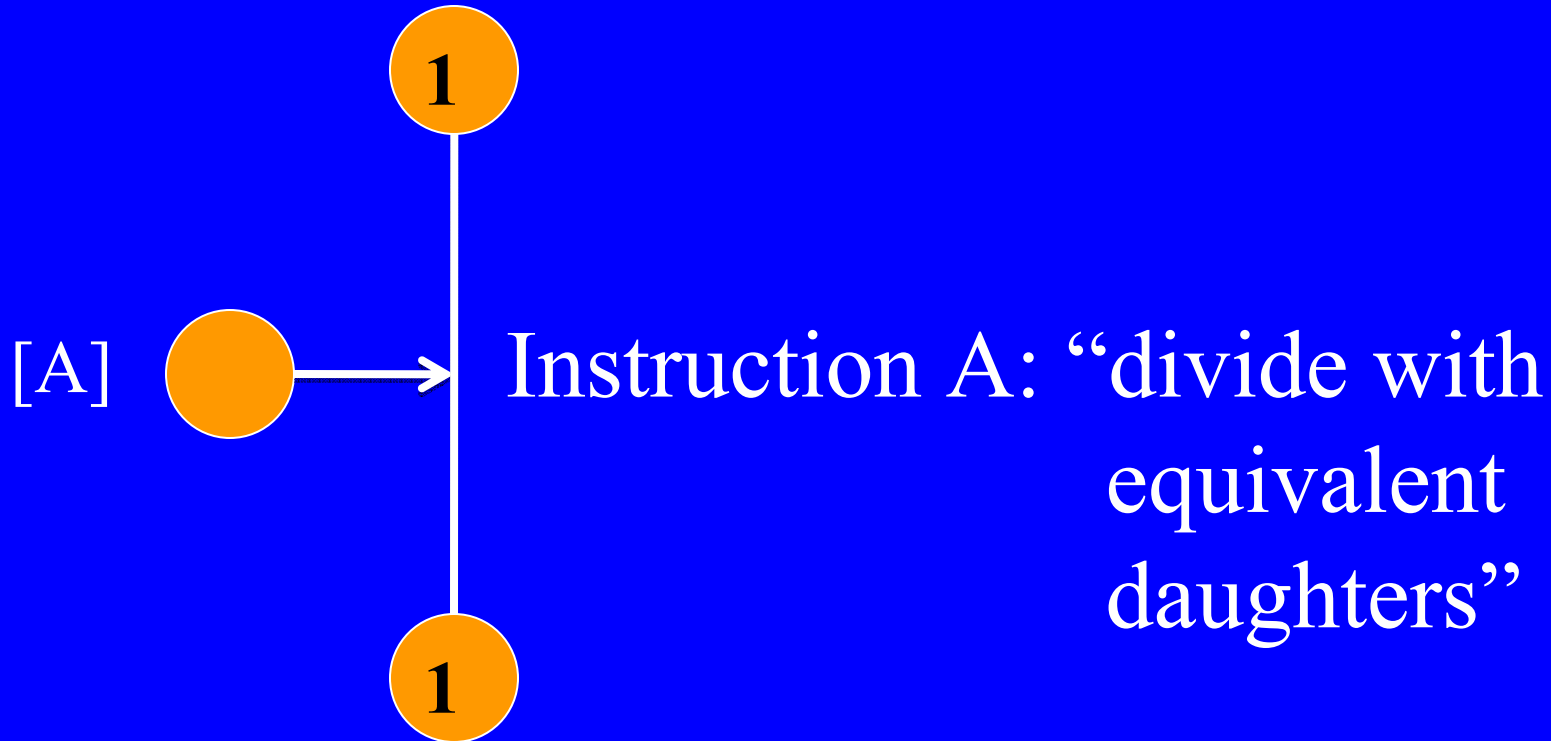 1
[A] Instruction A: “divide with
equivalent
daughters”
1